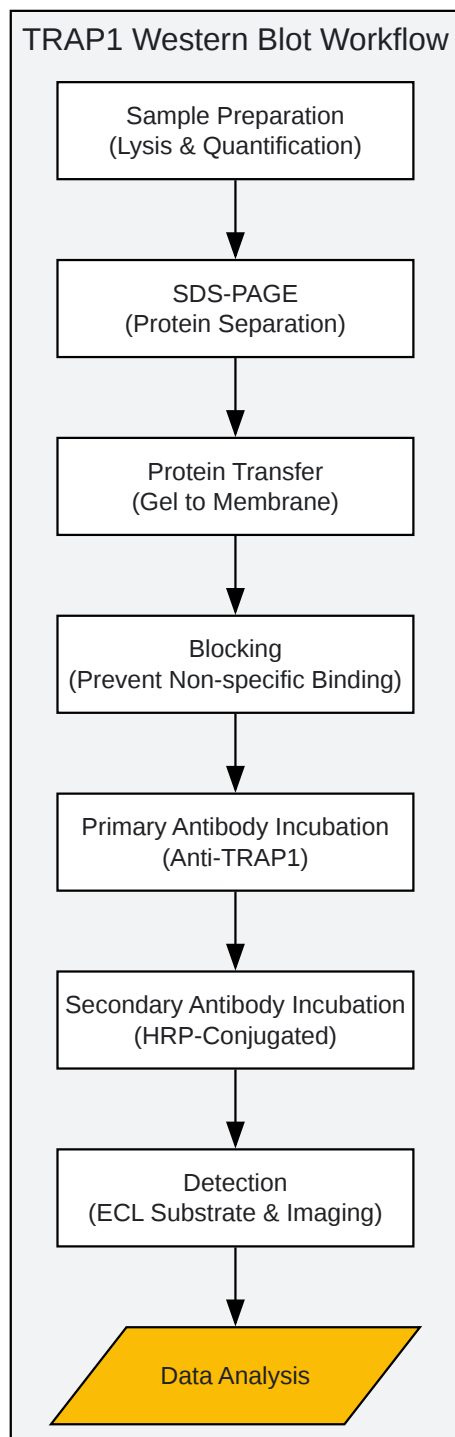 TRAP1 Western Blot Workflow
Sample Preparation
(Lysis & Quantification)
SDS-PAGE
(Protein Separation)
Protein Transfer
(Gel to Membrane)
Blocking
(Prevent Non-specific Binding)
Primary Antibody Incubation
(Anti-TRAP1)
Secondary Antibody Incubation
(HRP-Conjugated)
Detection
(ECL Substrate & Imaging)
Data Analysis